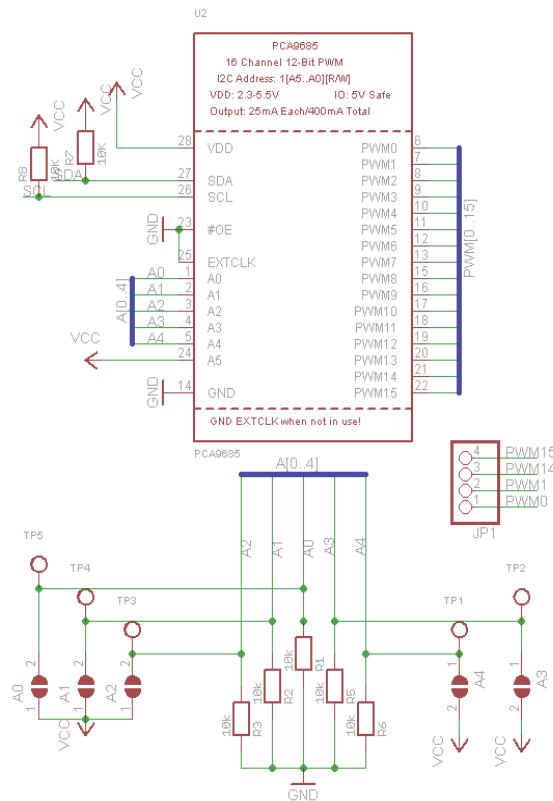 U2
PCA9685
16 Channel 12-Bit PWM
I2C Address: 1[A5..A0][R/W]
VDD: 2.3-5.5V IO: 5V Safe
Output: 25mA Each/400mA Total
VCC
VCC
VCC
R8
10K
R7
10K
SDA
SCL
28 VDD
27 SDA
26 SCL
GND 23 #OE
25 EXTCLK
A0 1 A0
A1 2 A1
A2 3 A2
A3 4 A3
A4 5 A4
A[0..4]
VCC 24 A5
GND 14 GND
PWM0 6
PWM1 7
PWM2 8
PWM3 9
PWM4 10
PWM5 11
PWM6 12
PWM7 13
PWM8 15
PWM9 16
PWM10 17
PWM11 18
PWM12 19
PWM13 20
PWM14 21
PWM15 22
PWM[0..15]
GND EXTCLK when not in use!
PCA9685
4 PWM15
3 PWM14
2 PWM1
1 PWM0
JP1
A[0..4]
A2
A1
A0
A3
A4
TP5
TP4
TP3
TP1
TP2
2
A0
1
2
A1
1
2
A2
1
VCC
10k
R3
10k
R2
10k
R1
10k
R5
10k
R6
2
A4
1
VCC
2
A3
1
VCC
GND